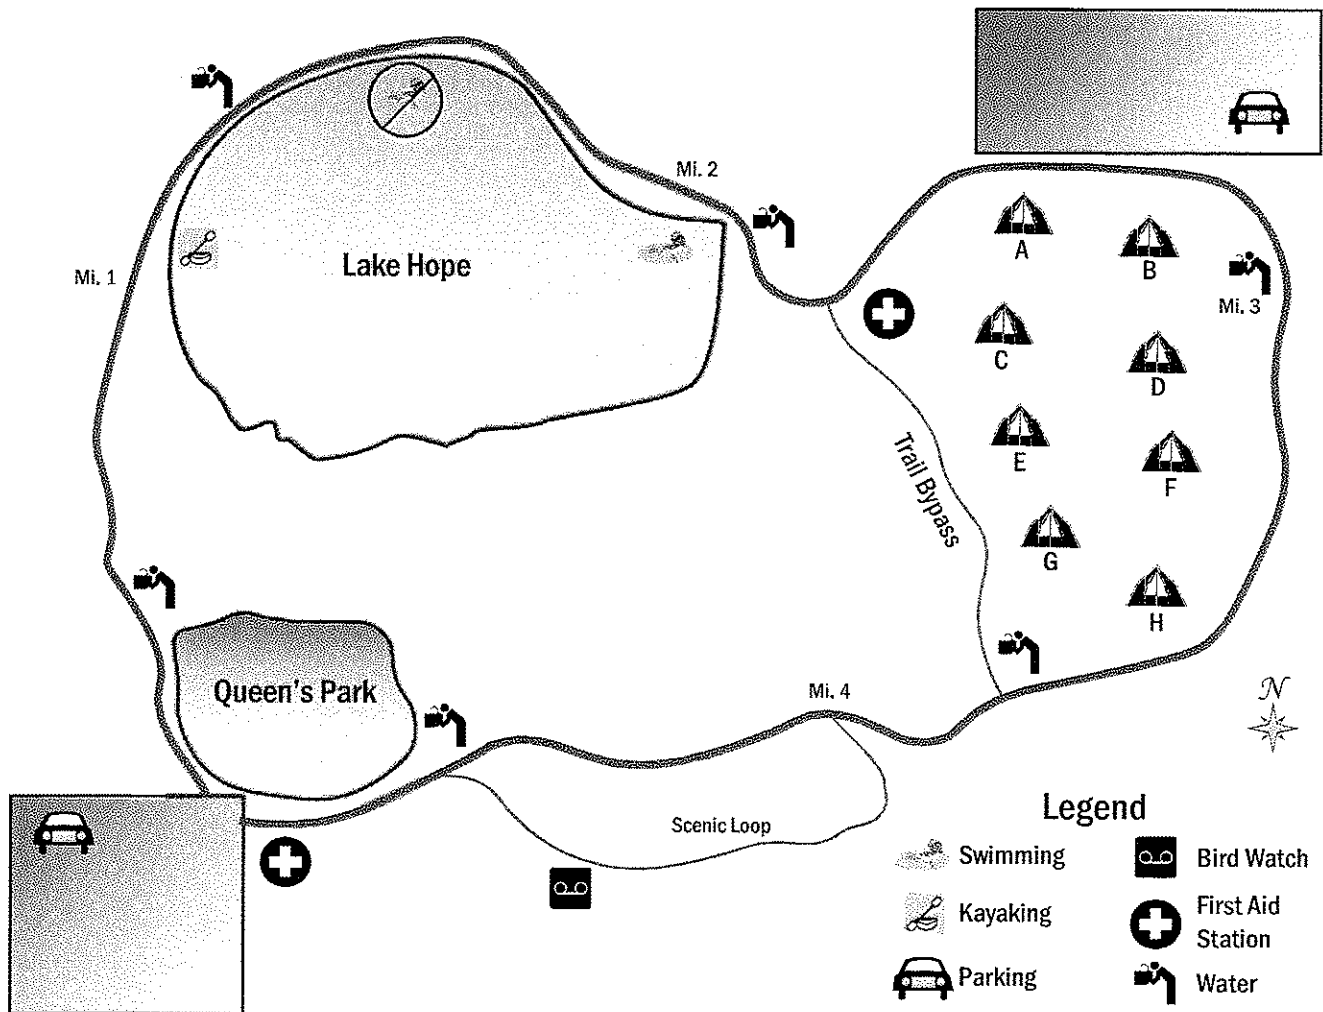 Mi. 2
A
B
Lake Hope
Mi. 1
Mi. 3
C
D
Trail Bypass
E
F
G
H
Queen's Park
Mi. 4
N
Scenic Loop
Legend
Swimming
Kayaking
Parking
Bird Watch
First Aid
Station
Water